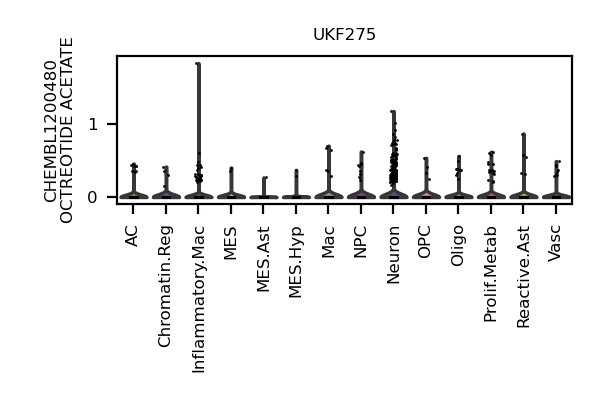 UKF275
CHEMBL1200480
OCTREOTIDE ACETATE
1
0
AC
Chromatin.Reg
Inflammatory.Mac
MES
MES.Ast
MES.Hyp
Mac
NPC
Neuron
OPC
Oligo
Prolif.Metab
Reactive.Ast
Vasc